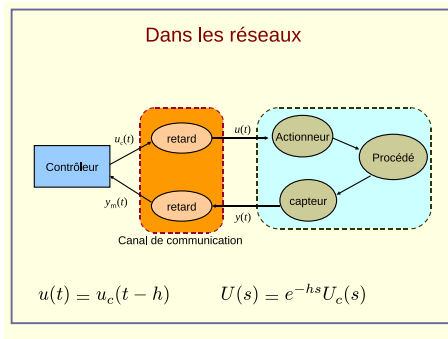 Dans les réseaux
u_c(t)
retard
u(t)
Actionneur
Contrôleur
Procédé
y_m(t)
retard
y(t)
capteur
Canal de communication
u(t) = u_c(t − h)
U(s) = e^{−hs}U_c(s)